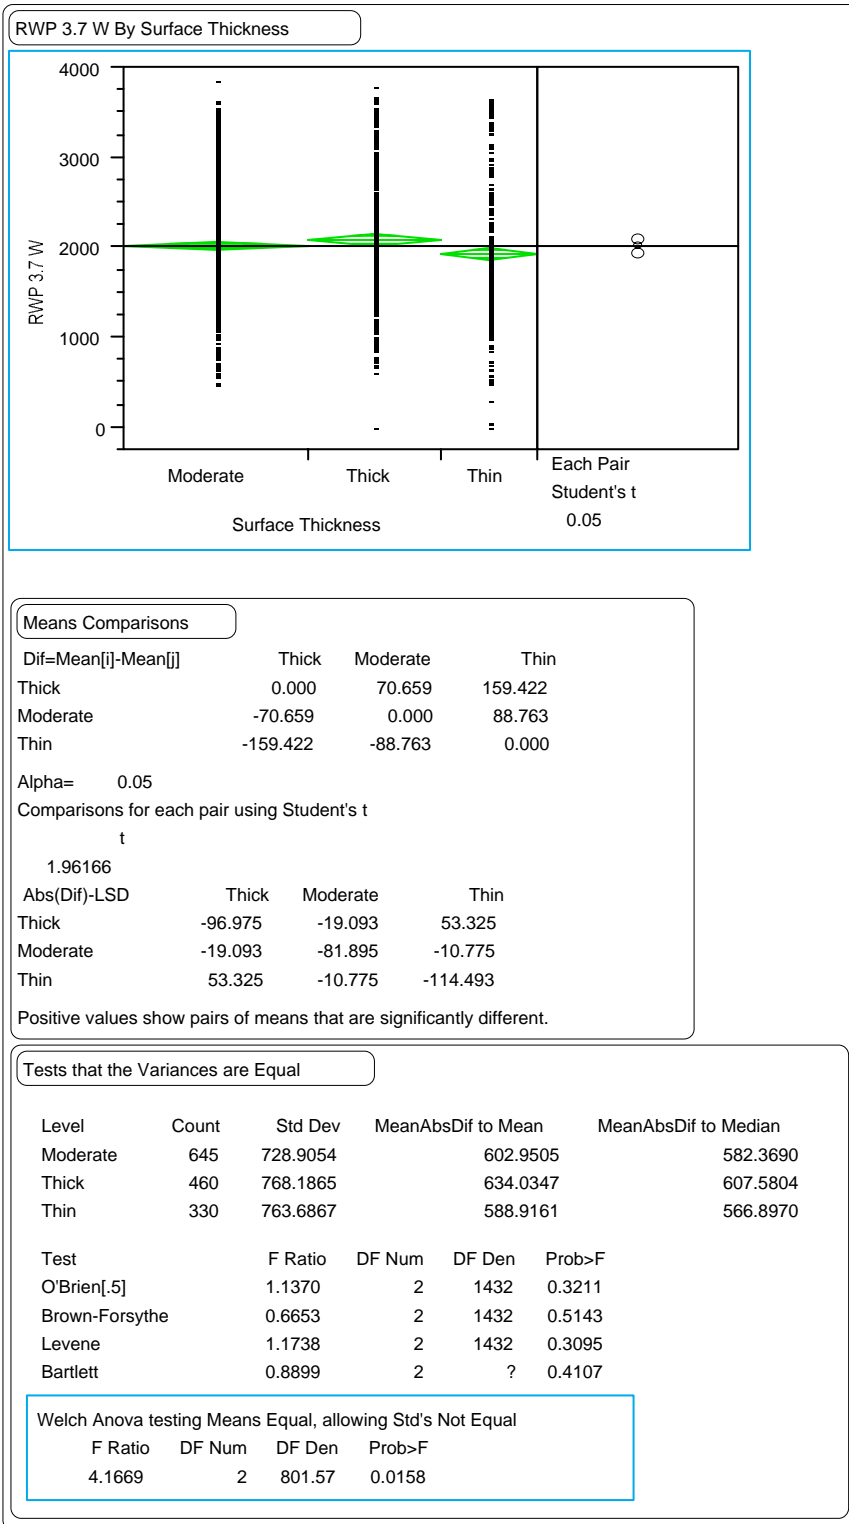 RWP 3.7 W By Surface Thickness
4000
3000
2000
1000
0
RWP 3.7 W
Moderate Thick Thin
Each Pair
Student's t
0.05
Surface Thickness
Means Comparisons
Dif=Mean[i]-Mean[j] Thick Moderate Thin
Thick 0.000 70.659 159.422
Moderate -70.659 0.000 88.763
Thin -159.422 -88.763 0.000
Alpha= 0.05
Comparisons for each pair using Student's t
t
1.96166
Abs(Dif)-LSD Thick Moderate Thin
Thick -96.975 -19.093 53.325
Moderate -19.093 -81.895 -10.775
Thin 53.325 -10.775 -114.493
Positive values show pairs of means that are significantly different.
Tests that the Variances are Equal
Level Count Std Dev MeanAbsDif to Mean MeanAbsDif to Median
Moderate 645 728.9054 602.9505 582.3690
Thick 460 768.1865 634.0347 607.5804
Thin 330 763.6867 588.9161 566.8970
Test F Ratio DF Num DF Den Prob>F
O'Brien[.5] 1.1370 2 1432 0.3211
Brown-Forsythe 0.6653 2 1432 0.5143
Levene 1.1738 2 1432 0.3095
Bartlett 0.8899 2 ? 0.4107
Welch Anova testing Means Equal, allowing Std's Not Equal
F Ratio DF Num DF Den Prob>F
4.1669 2 801.57 0.0158